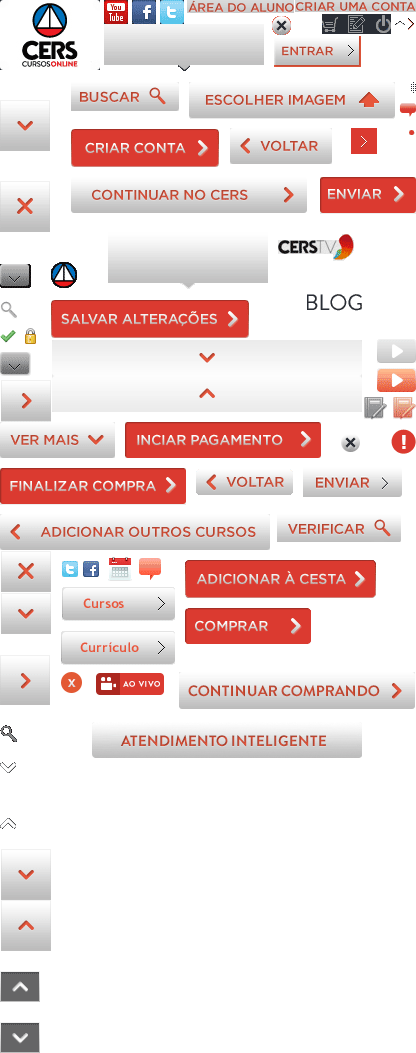 CERS
CURSOSONLINE
You
Tube
ÁREA DO ALUNO
CRIAR UMA CONTA
ENTRAR
BUSCAR
ESCOLHER IMAGEM
CRIAR CONTA
VOLTAR
CONTINUAR NO CERS
ENVIAR
CERSTV
BLOG
SALVAR ALTERAÇÕES
VER MAIS
INCIAR PAGAMENTO
FINALIZAR COMPRA
VOLTAR
ENVIAR
ADICIONAR OUTROS CURSOS
VERIFICAR
ADICIONAR À CESTA
Cursos
COMPRAR
Currículo
X
AO VIVO
CONTINUAR COMPRANDO
ATENDIMENTO INTELIGENTE